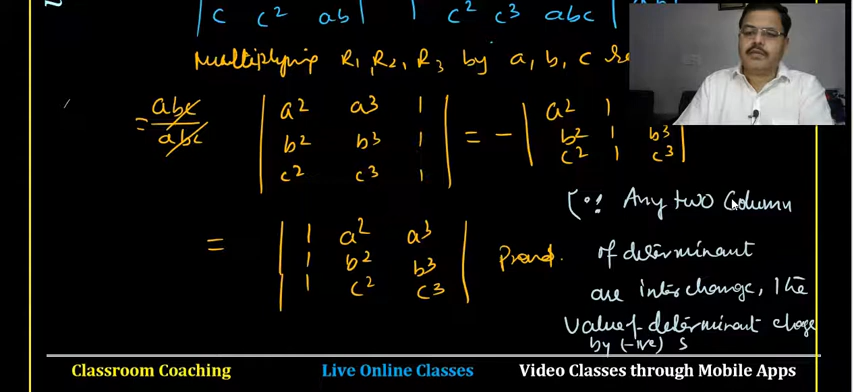 | c c² ab | | c² c³ abc |
Multiplying R₁, R₂, R₃ by a, b, c
= abc/abc | a² a³ 1 | = - | a² 1
| b² b³ 1 | | b² 1 b³ |
| c² c³ 1 | | c² 1 c³ |
(∵ Any two Column
= | 1 a² a³ |
| 1 b² b³ | Proved. of determinant
| 1 c² c³ | are interchange, The
value of determinant change
by (-ive) s
Classroom Coaching Live Online Classes Video Classes through Mobile Apps